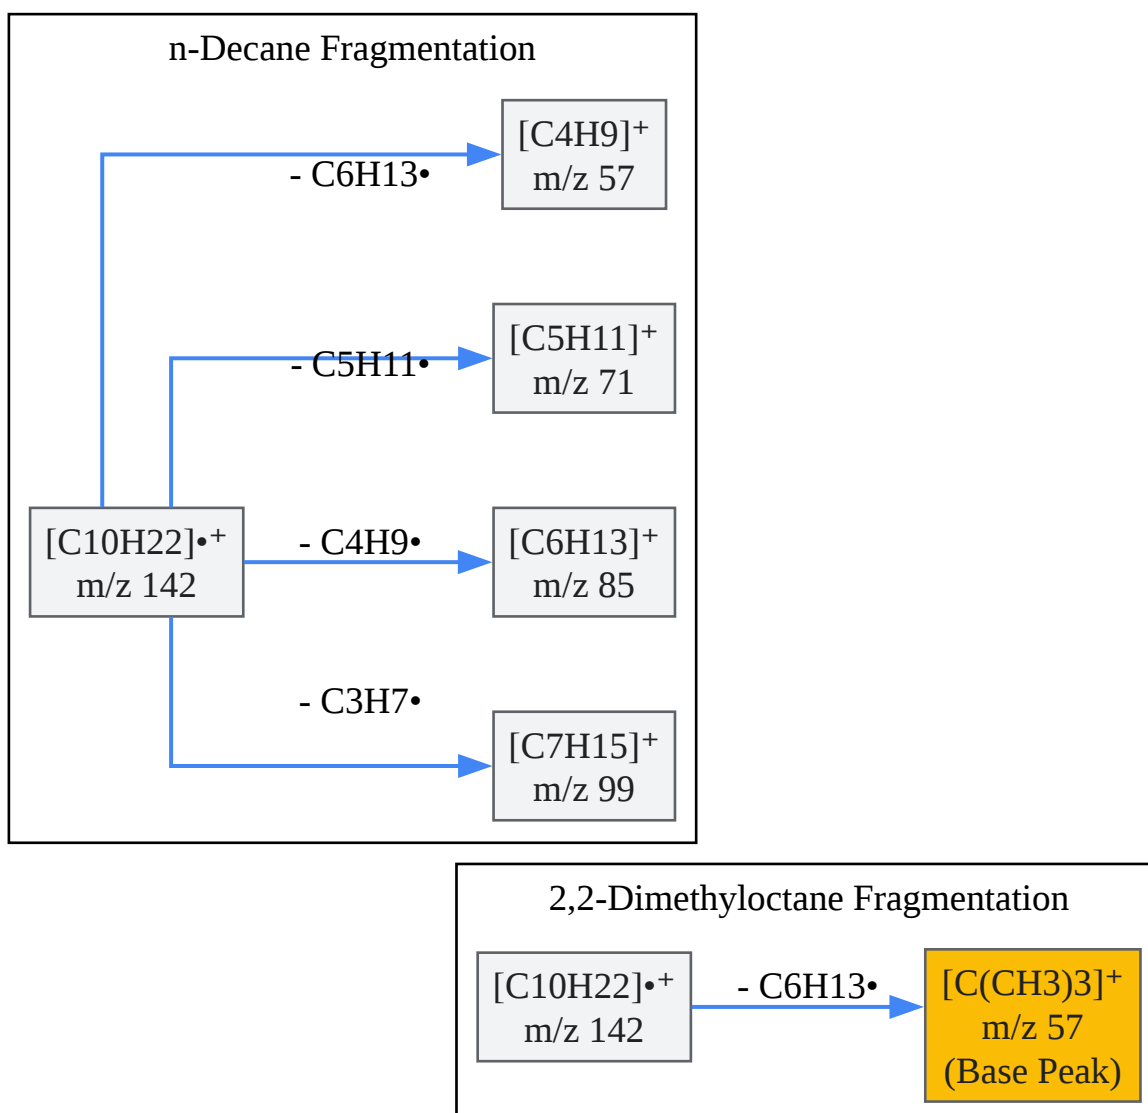 n-Decane Fragmentation
[C4H9]⁺
m/z 57
- C6H13•
[C5H11]⁺
m/z 71
- C5H11•
[C10H22]•⁺
m/z 142
- C4H9•
[C6H13]⁺
m/z 85
- C3H7•
[C7H15]⁺
m/z 99
2,2-Dimethyloctane Fragmentation
[C10H22]•⁺
m/z 142
- C6H13•
[C(CH3)3]⁺
m/z 57
(Base Peak)